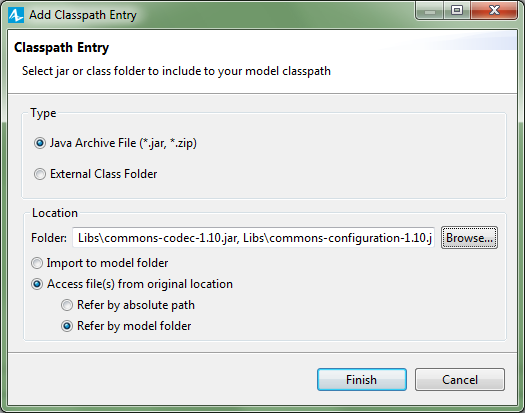 Add Classpath Entry
Classpath Entry
Select jar or class folder to include to your model classpath
Type
Java Archive File (*.jar, *.zip)
External Class Folder
Location
Folder: Libs\commons-codec-1.10.jar, Libs\commons-configuration-1.10.j Browse...
Import to model folder
Access file(s) from original location
Refer by absolute path
Refer by model folder
Finish Cancel